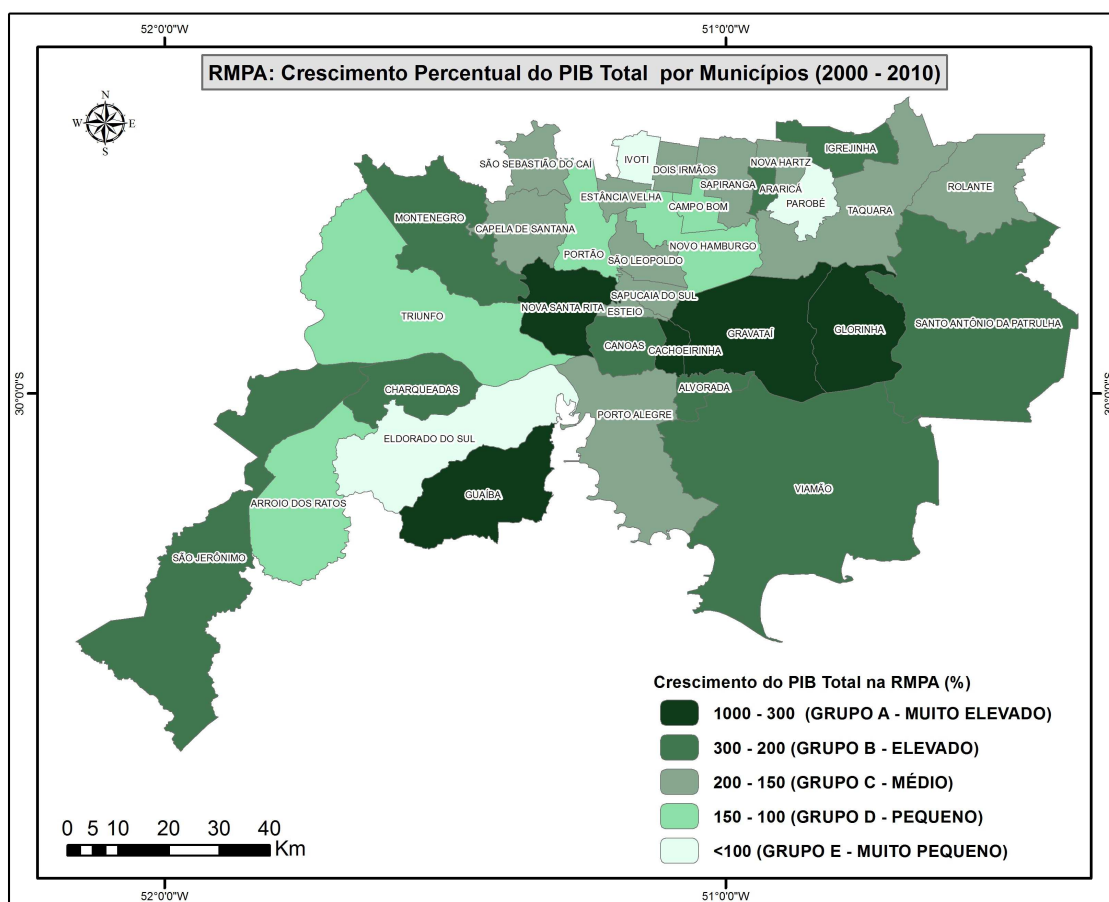 52°0'0"W
51°0'0"W
RMPA: Crescimento Percentual do PIB Total por Municípios (2000 - 2010)
N
W
E
S
IGREJINHA
IVOTI
SÃO SEBASTIÃO DO CAÍ
NOVA HARTZ
DOIS IRMÃOS
SAPIRANGA
ARARICÁ
ROLANTE
ESTÂNCIA VELHA
PAROBÉ
CAMPO BOM
TAQUARA
MONTENEGRO
CAPELA DE SANTANA
NOVO HAMBURGO
PORTÃO
SÃO LEOPOLDO
SAPUCAIA DO SUL
NOVA SANTA RITA
ESTEIO
TRIUNFO
SANTO ANTÔNIO DA PATRULHA
GLORINHA
GRAVATAÍ
CANOAS
CACHOEIRINHA
CHARQUEADAS
ALVORADA
30°0'0"S
30°0'0"S
PORTO ALEGRE
ELDORADO DO SUL
VIAMÃO
GUAÍBA
ARROIO DOS RATOS
SÃO JERÔNIMO
Crescimento do PIB Total na RMPA (%)
1000 - 300 (GRUPO A - MUITO ELEVADO)
300 - 200 (GRUPO B - ELEVADO)
200 - 150 (GRUPO C - MÉDIO)
150 - 100 (GRUPO D - PEQUENO)
<100 (GRUPO E - MUITO PEQUENO)
0 5 10 20 30 40
Km
52°0'0"W
51°0'0"W